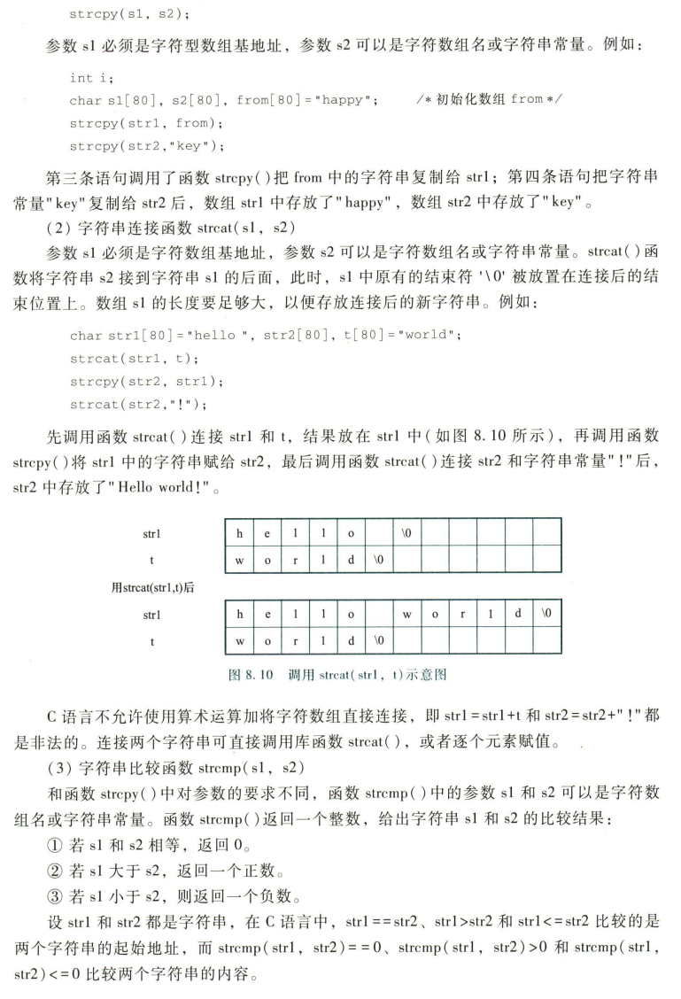 strcpy(s1, s2);
参数 s1 必须是字符型数组基地址，参数 s2 可以是字符数组名或字符串常量。例如：
int i;
char s1[80], s2[80], from[80]="happy"; /* 初始化数组 from */
strcpy(str1, from);
strcpy(str2,"key");
第三条语句调用了函数 strcpy()把 from 中的字符串复制给 str1；第四条语句把字符串
常量"key"复制给 str2 后，数组 str1 中存放了"happy"，数组 str2 中存放了"key"。
(2) 字符串连接函数 strcat(s1, s2)
参数 s1 必须是字符数组基地址，参数 s2 可以是字符数组名或字符串常量。strcat()函
数将字符串 s2 接到字符串 s1 的后面，此时，s1 中原有的结束符 '\0' 被放置在连接后的结
束位置上。数组 s1 的长度要足够大，以便存放连接后的新字符串。例如：
char str1[80]="hello ", str2[80], t[80]="world";
strcat(str1, t);
strcpy(str2, str1);
strcat(str2,"!");
先调用函数 strcat()连接 str1 和 t，结果放在 str1 中(如图 8.10 所示)，再调用函数
strcpy()将 str1 中的字符串赋给 str2，最后调用函数 strcat()连接 str2 和字符串常量"!"后，
str2 中存放了"Hello world!"。
str1 h e l l o \0
t w o r l d \0
用strcat(str1,t)后
str1 h e l l o w o r l d \0
t w o r l d \0
图 8.10 调用 strcat(str1, t)示意图
C 语言不允许使用算术运算加将字符数组直接连接，即 str1=str1+t 和 str2=str2+"!"都
是非法的。连接两个字符串可直接调用库函数 strcat()，或者逐个元素赋值。
(3) 字符串比较函数 strcmp(s1, s2)
和函数 strcpy()中对参数的要求不同，函数 strcmp()中的参数 s1 和 s2 可以是字符数
组名或字符串常量。函数 strcmp()返回一个整数，给出字符串 s1 和 s2 的比较结果：
① 若 s1 和 s2 相等，返回 0。
② 若 s1 大于 s2，返回一个正数。
③ 若 s1 小于 s2，则返回一个负数。
设 str1 和 str2 都是字符串，在 C 语言中，str1==str2、str1>str2 和 str1<=str2 比较的是
两个字符串的起始地址，而 strcmp(str1, str2)==0、strcmp(str1, str2)>0 和 strcmp(str1,
str2)<=0 比较两个字符串的内容。